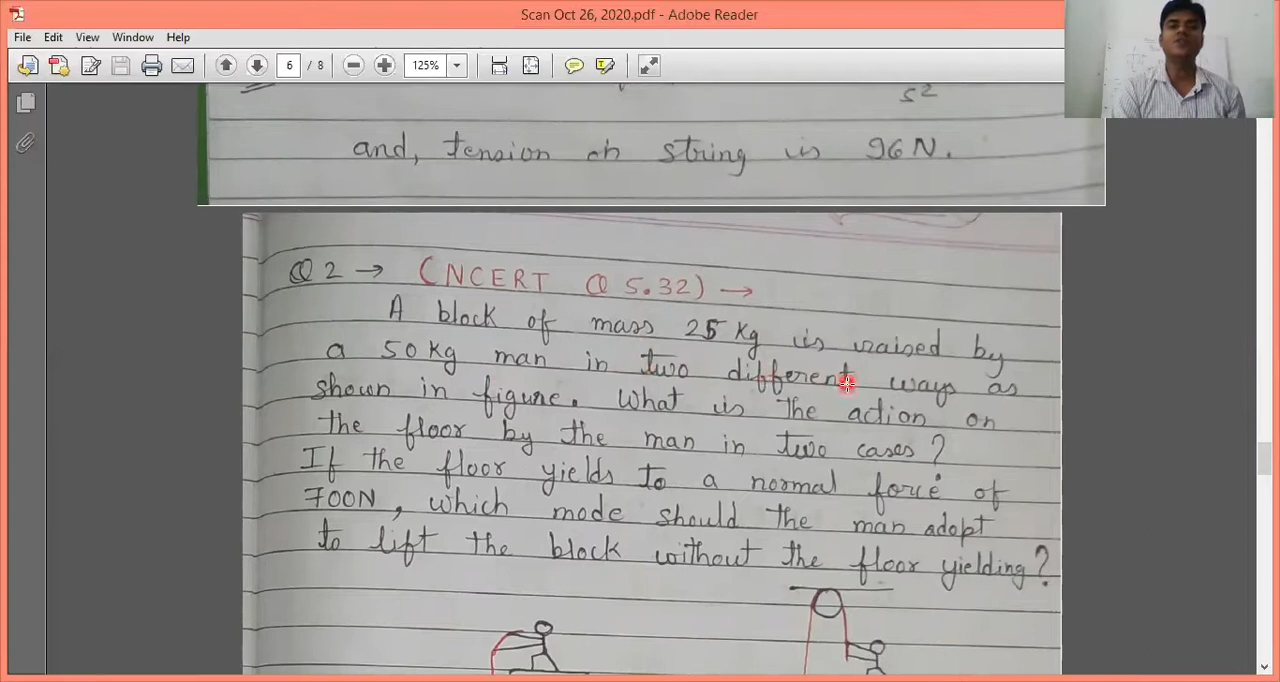 Scan Oct 26, 2020.pdf - Adobe Reader
File Edit View Window Help
6 / 8 125%
s2
and, tension on string is 96 N.
Q 2 → (NCERT Q 5.32) →
A block of mass 25 kg is raised by
a 50 kg man in two different ways as
shown in figure. What is the action on
the floor by the man in two cases?
If the floor yields to a normal force of
700N, which mode should the man adopt
to lift the block without the floor yielding?